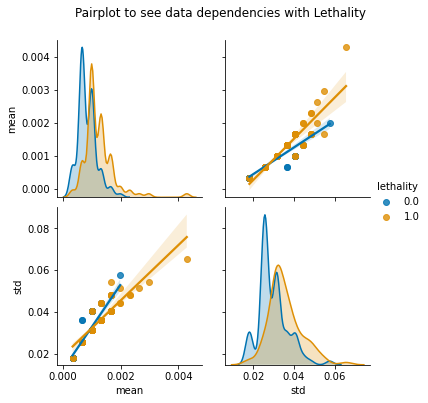 Pairplot to see data dependencies with Lethality
0.004
0.003
0.002
0.001
0.000
mean
lethality
0.0
1.0
0.08
0.06
0.04
0.02
std
0.000 0.002 0.004
mean
0.02 0.04 0.06
std